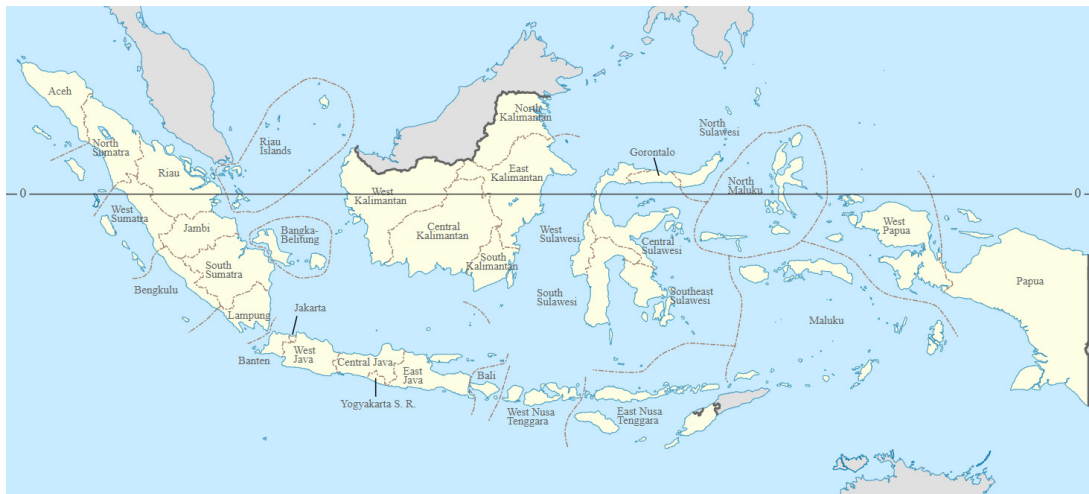 Aceh
North
Sumatra
Riau
Riau
Islands
North
Kalimantan
North
Sulawesi
Gorontalo
East
Kalimantan
North
Maluku
0
0
West
Sumatra
West
Kalimantan
Jambi
Bangka-
Belitung
Central
Kalimantan
West
Sulawesi
Central
Sulawesi
West
Papua
South
Sumatra
South
Kalimantan
Papua
Bengkulu
South
Sulawesi
Southeast
Sulawesi
Lampung
Jakarta
Maluku
Banten
West
Java
Central Java
East
Java
Bali
Yogyakarta S. R.
West Nusa
Tenggara
East Nusa
Tenggara